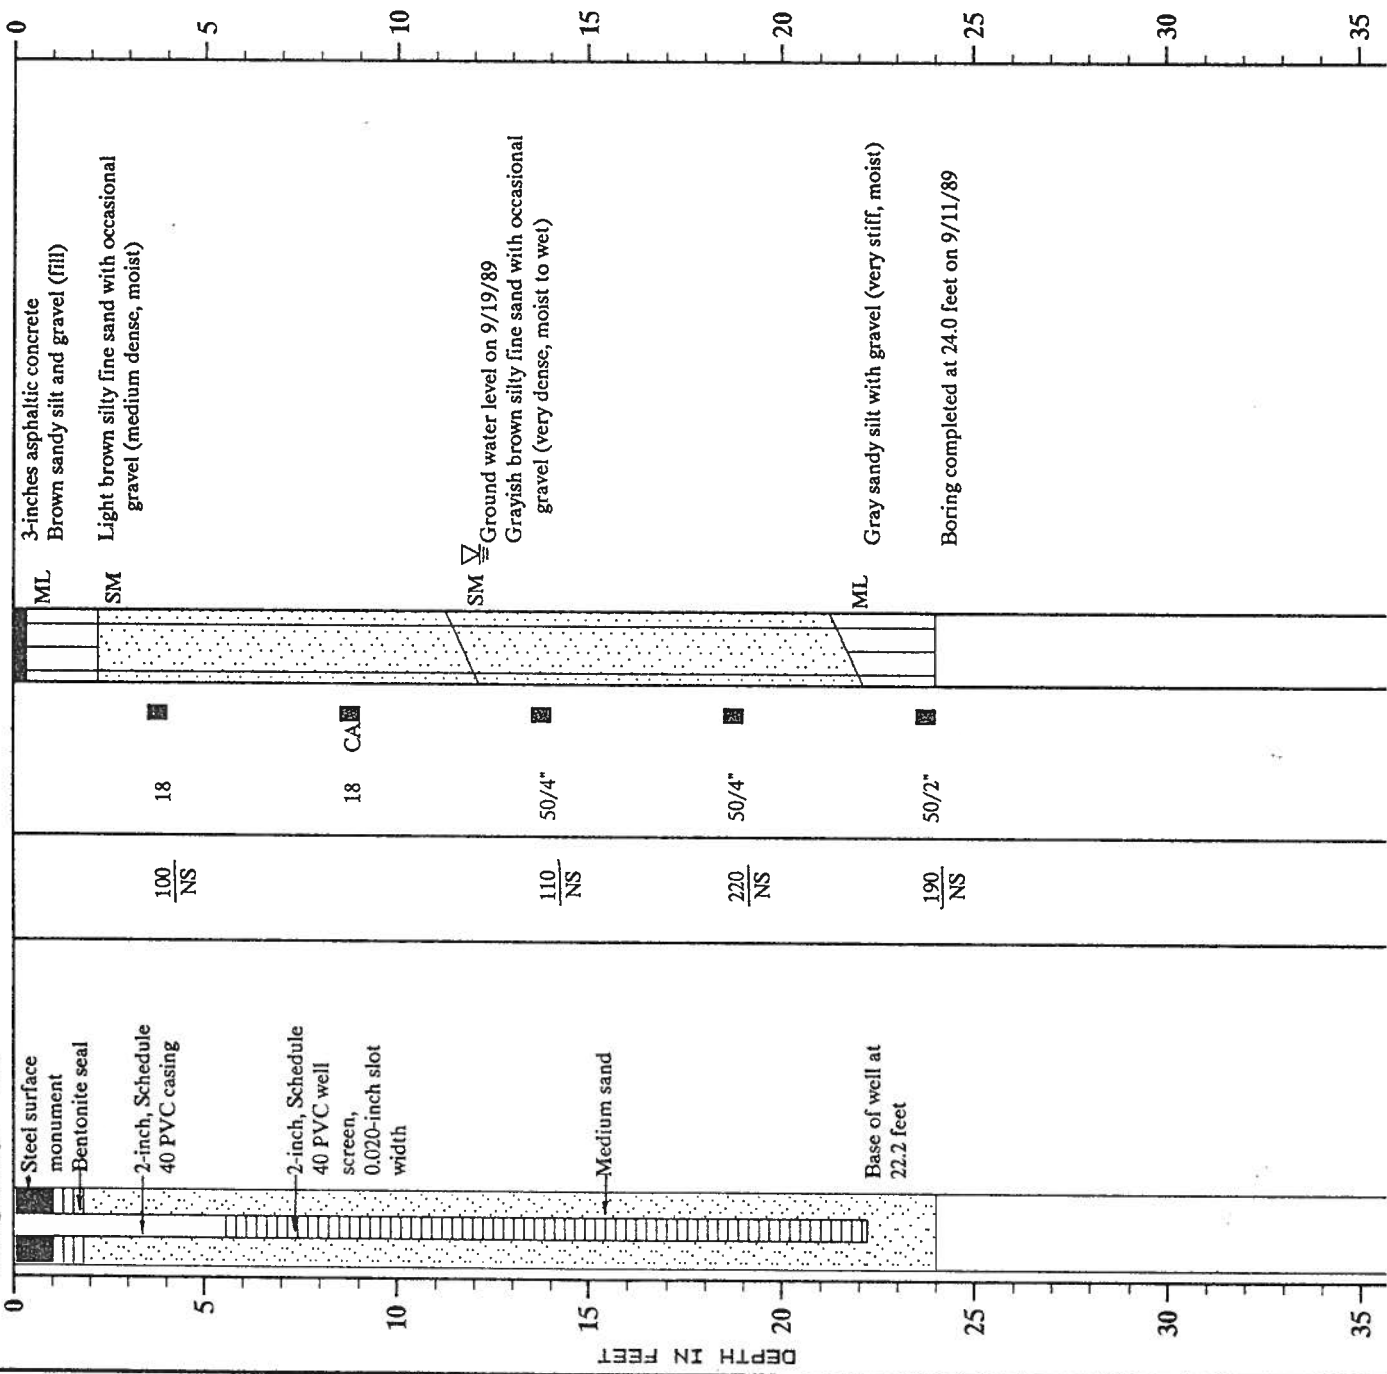 0
5
10
15
20
25
30
35
DEPTH IN FEET
Steel surface
monument
Bentonite seal
2-inch, Schedule
40 PVC casing
2-inch, Schedule
40 PVC well
screen,
0.020-inch slot
width
Medium sand
Base of well at
22.2 feet
100
NS
110
NS
220
NS
190
NS
18
18
50/4"
50/4"
50/2"
CA
ML
SM
SM
ML
3-inches asphaltic concrete
Brown sandy silt and gravel (fill)
Light brown silty fine sand with occasional
gravel (medium dense, moist)
Ground water level on 9/19/89
Grayish brown silty fine sand with occasional
gravel (very dense, moist to wet)
Gray sandy silt with gravel (very stiff, moist)
Boring completed at 24.0 feet on 9/11/89
0
5
10
15
20
25
30
35